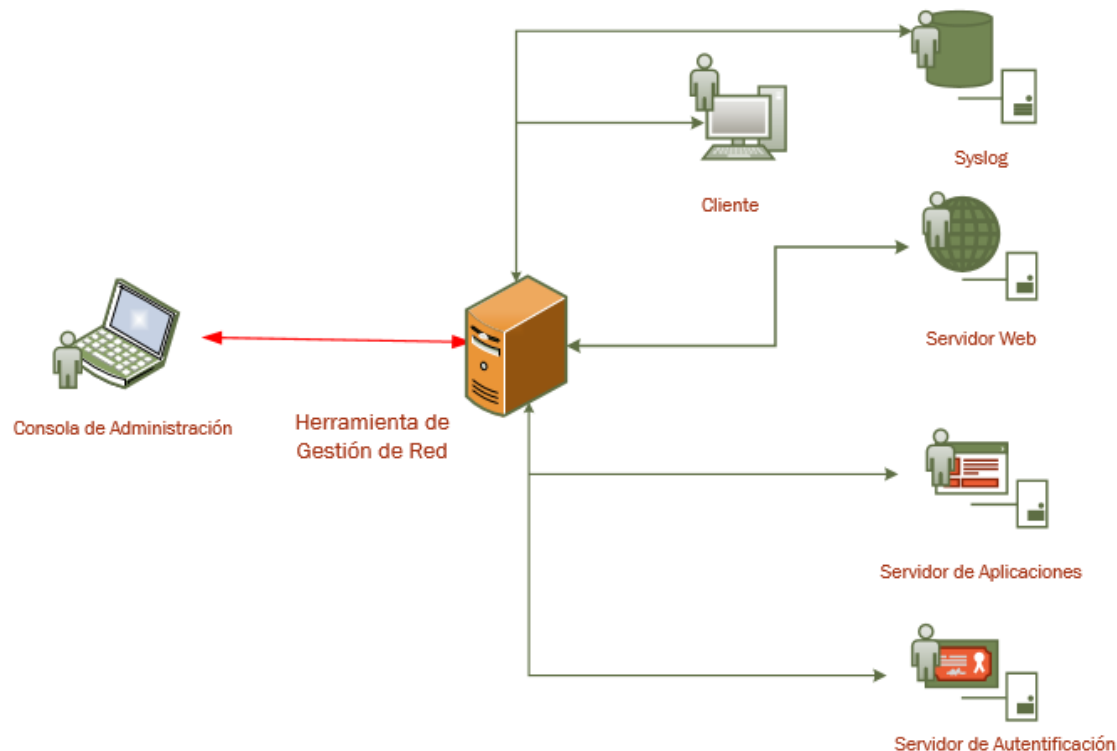 Syslog
Cliente
Servidor Web
Consola de Administración
Herramienta de
Gestión de Red
Servidor de Aplicaciones
Servidor de Autentificación